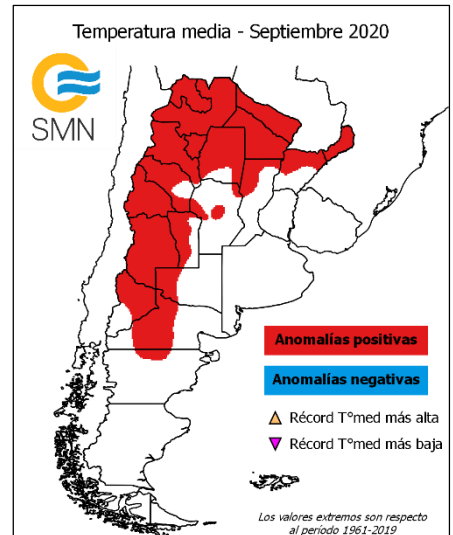 Temperatura media - Septiembre 2020
SMN
Anomalías positivas
Anomalías negativas
Récord T°med más alta
Récord T°med más baja
Los valores extremos son respecto
al período 1961-2019